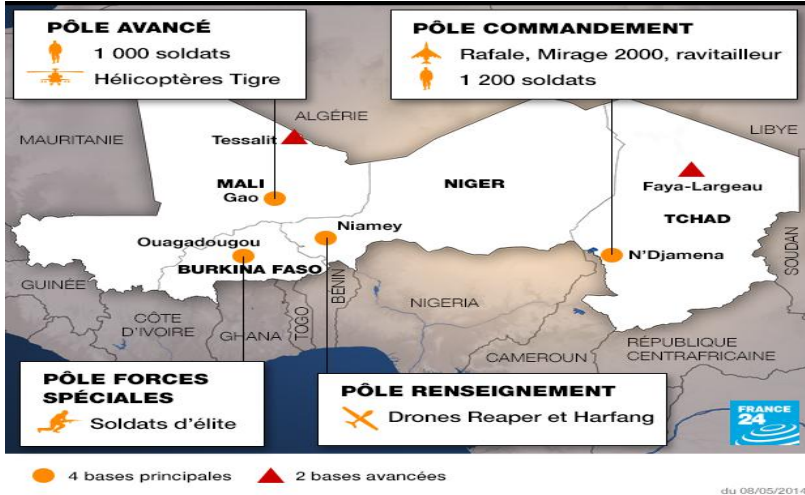 PÔLE AVANCÉ
1 000 soldats
Hélicoptères Tigre
PÔLE COMMANDEMENT
Rafale, Mirage 2000, ravitailleur
1 200 soldats
ALGÉRIE
LIBYE
MAURITANIE
Tessalit
MALI
Gao
NIGER
Faya-Largeau
TCHAD
Niamey
Ouagadougou
BURKINA FASO
N'Djamena
SOUDAN
GUINÉE
CÔTE
D'IVOIRE
GHANA
TOGO
BÉNIN
NIGERIA
CAMEROUN
RÉPUBLIQUE
CENTRAFRICAINE
PÔLE FORCES
SPÉCIALES
Soldats d'élite
PÔLE RENSEIGNEMENT
Drones Reaper et Harfang
FRANCE
24
4 bases principales
2 bases avancées
du 08/05/2014